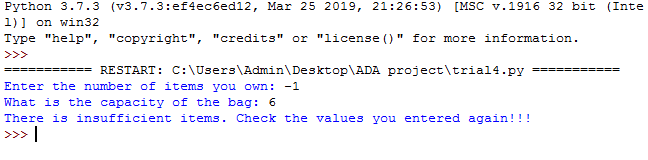 Python 3.7.3 (v3.7.3:ef4ec6ed12, Mar 25 2019, 21:26:53) [MSC v.1916 32 bit (Inte
l)] on win32
Type "help", "copyright", "credits" or "license()" for more information.
>>>
=========== RESTART: C:\Users\Admin\Desktop\ADA project\trial4.py ===========
Enter the number of items you own: -1
What is the capacity of the bag: 6
There is insufficient items. Check the values you entered again!!!
>>>